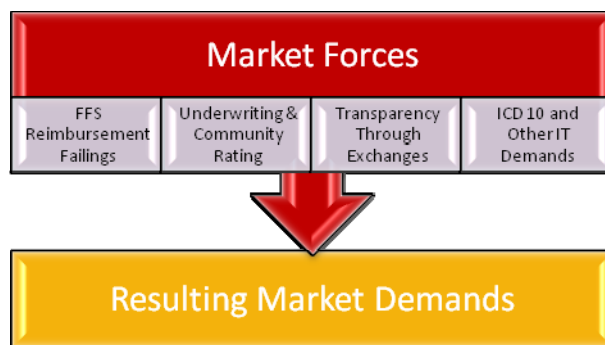 Market Forces
FFS
Reimbursement
Failings
Underwriting &
Community
Rating
Transparency
Through
Exchanges
ICD 10 and
Other IT
Demands
Resulting Market Demands